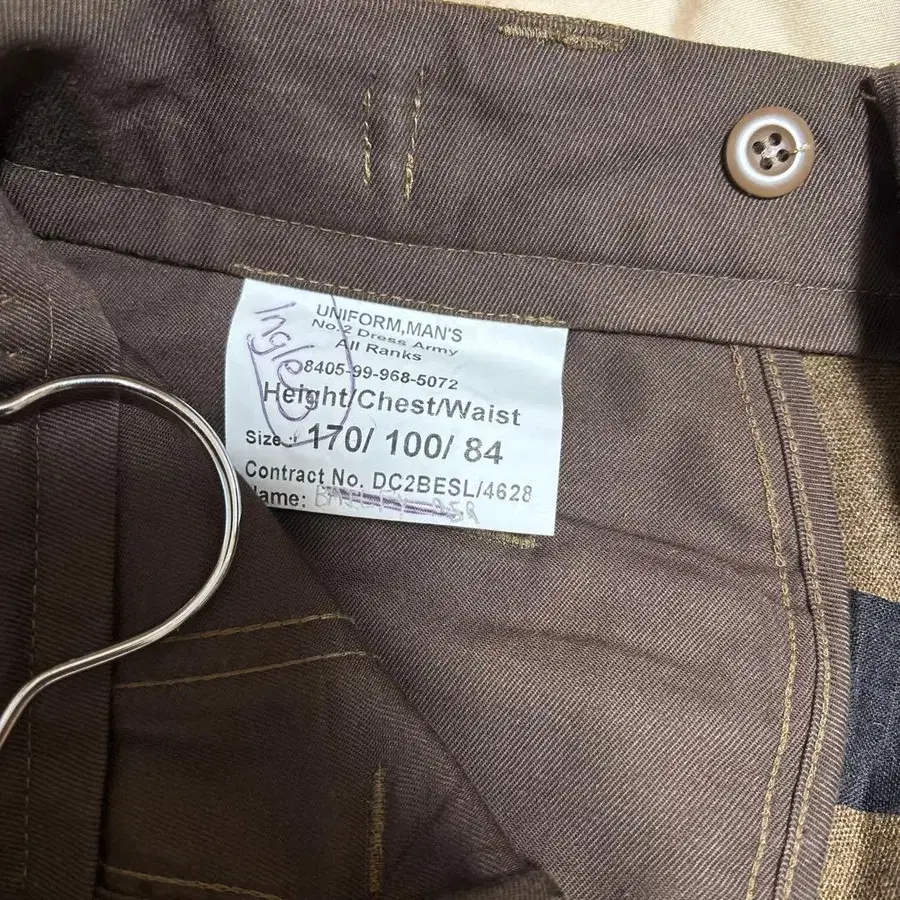 UNIFORM,MAN'S
No.2 Dress Army
All Ranks
8405-99-968-5072
Height/Chest/Waist
Size : 170/ 100/ 84
Contract No. DC2BESL/4628
Name:
Ingles